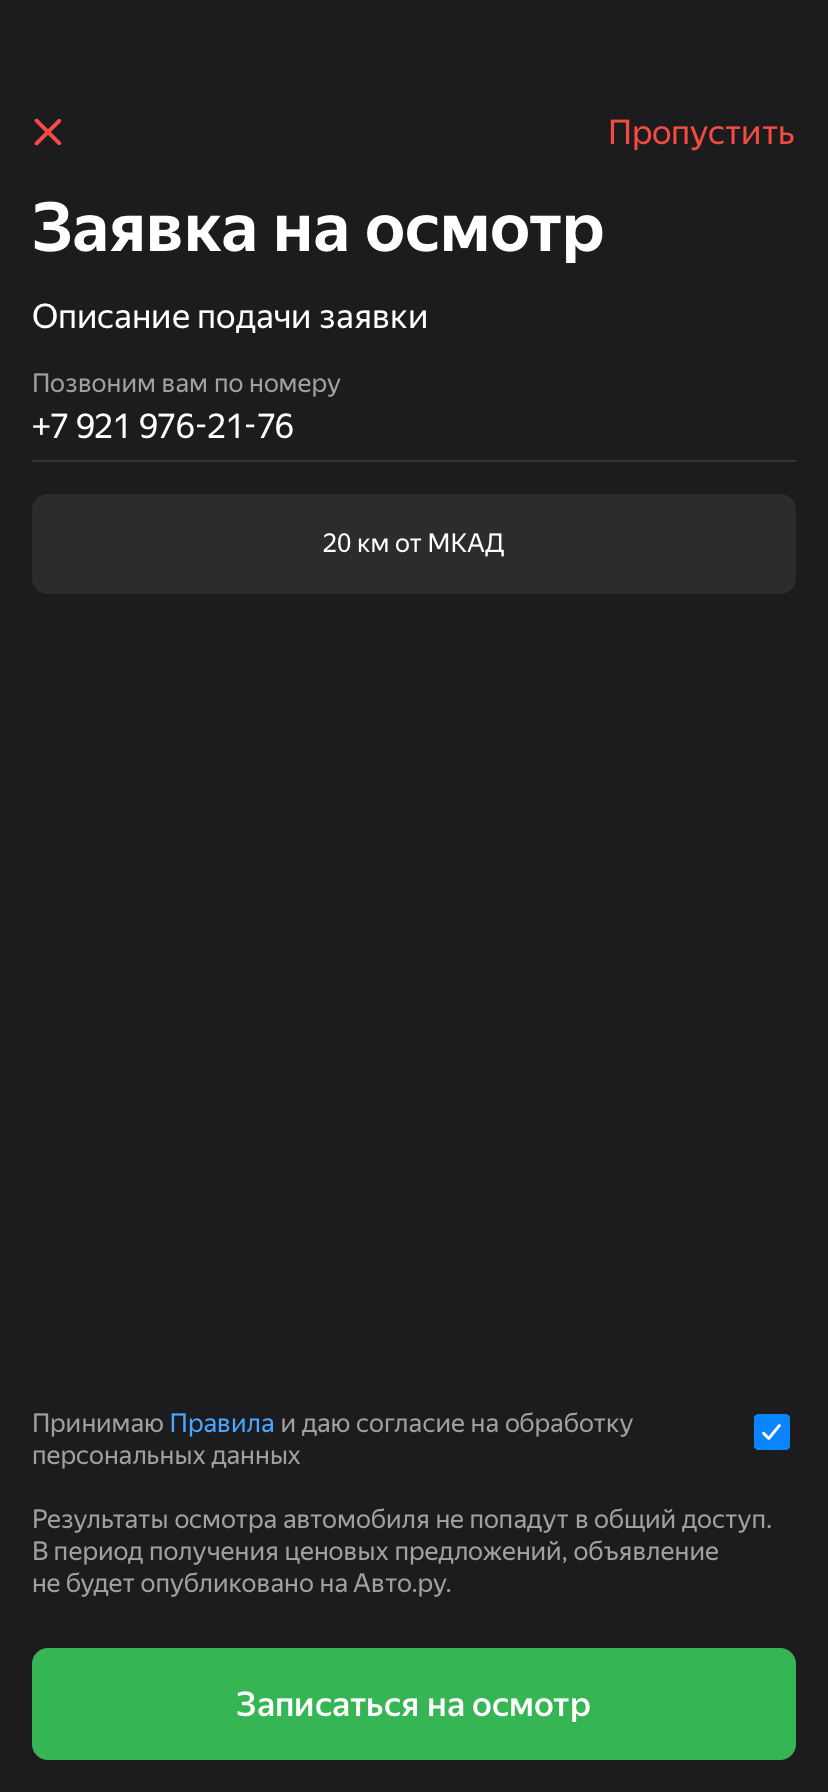 Пропустить
Заявка на осмотр
Описание подачи заявки
Позвоним вам по номеру
+7 921 976-21-76
20 км от МКАД
Принимаю Правила и даю согласие на обработку
персональных данных
Результаты осмотра автомобиля не попадут в общий доступ.
В период получения ценовых предложений, объявление
не будет опубликовано на Авто.ру.
Записаться на осмотр